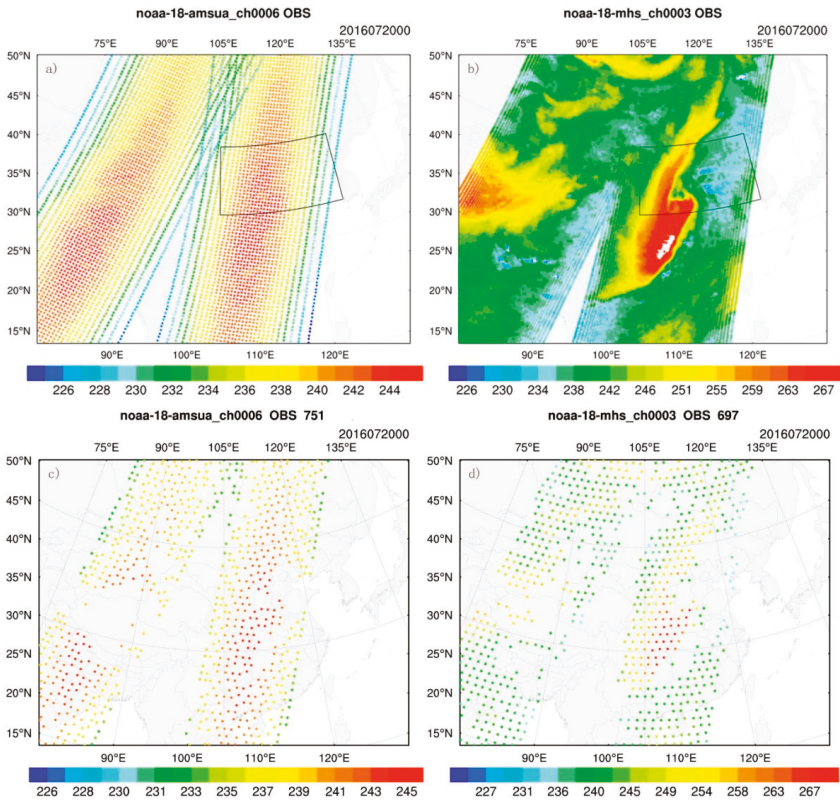 noaa-18-amsua_ch0006 OBS
2016072000
75°E 90°E 105°E 120°E 135°E
a)
50°N
45°N
40°N
35°N
30°N
25°N
20°N
15°N
90°E 100°E 110°E 120°E
226 228 230 232 234 236 238 240 242 244
noaa-18-mhs_ch0003 OBS
2016072000
75°E 90°E 105°E 120°E 135°E
b)
50°N
45°N
40°N
35°N
30°N
25°N
20°N
15°N
90°E 100°E 110°E 120°E
226 230 234 238 242 246 251 255 259 263 267
noaa-18-amsua_ch0006 OBS 751
2016072000
75°E 90°E 105°E 120°E 135°E
c)
50°N
45°N
40°N
35°N
30°N
25°N
20°N
15°N
90°E 100°E 110°E 120°E
226 228 230 231 233 235 237 239 241 243 245
noaa-18-mhs_ch0003 OBS 697
2016072000
75°E 90°E 105°E 120°E 135°E
d)
50°N
45°N
40°N
35°N
30°N
25°N
20°N
15°N
90°E 100°E 110°E 120°E
227 231 236 240 245 249 254 258 263 267